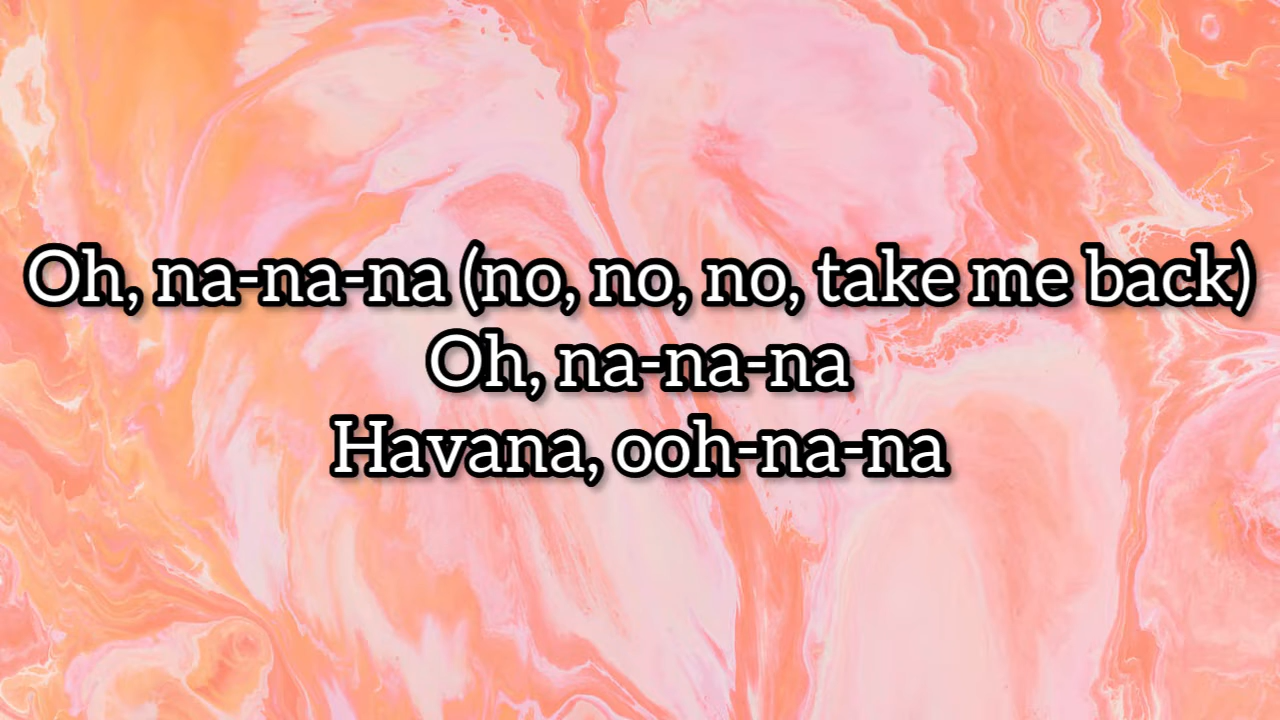 Oh, na-na-na (no, no, no, take me back)
Oh, na-na-na
Havana, ooh-na-na